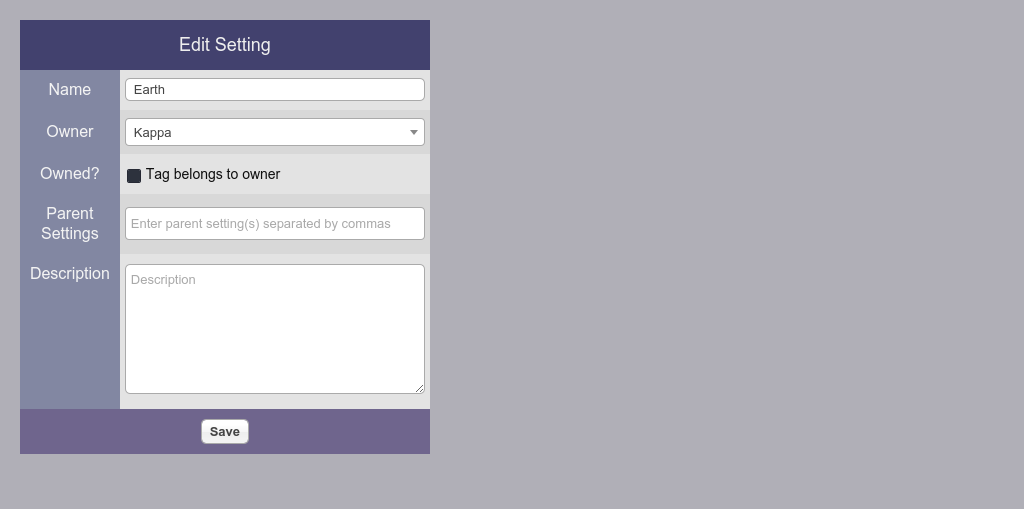 Edit Setting
Name
Earth
Owner
Kappa
Owned?
Tag belongs to owner
Parent
Settings
Enter parent setting(s) separated by commas
Description
Description
Save